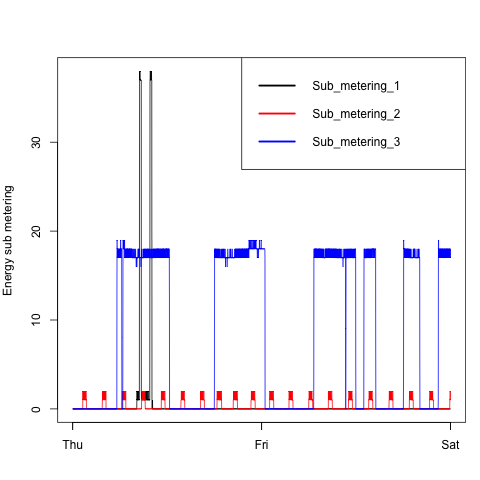 Sub_metering_1
Sub_metering_2
Sub_metering_3
Energy sub metering
30
20
10
0
Thu Fri Sat